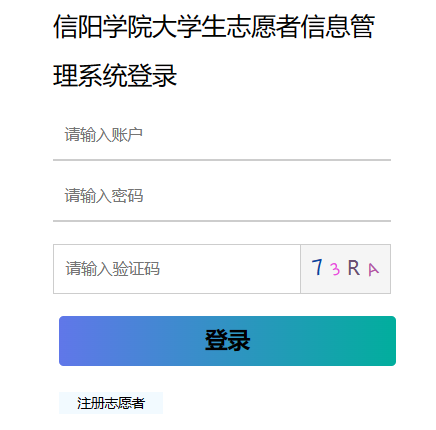 信阳学院大学生志愿者信息管
理系统登录
请输入账户
请输入密码
请输入验证码 73RA
登录
注册志愿者